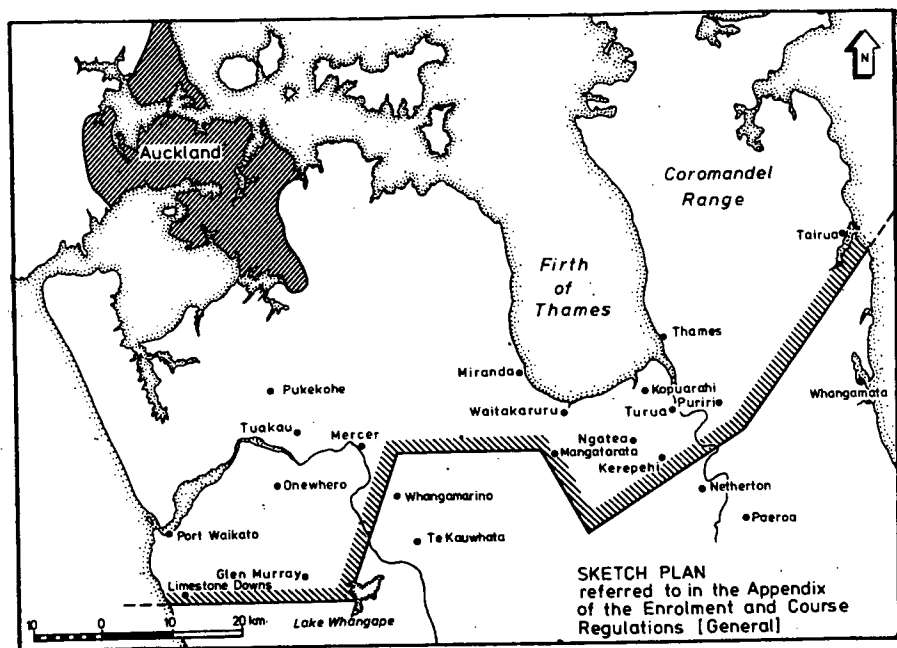 N
Auckland
Coromandel
Range
Tairua
Firth
of
Thames
Thames
Miranda
Pukekohe
Kopuarahi
Whangamata
Waitakaruru
Turua
Puriri
Tuakau
Mercer
Ngatea
Mangatarata
Kerepehi
Onewhero
Whangamarino
Netherton
Paeroa
Port Waikato
Te Kauwhata
Glen Murray
Limestone Downs
SKETCH PLAN
referred to in the Appendix
of the Enrolment and Course
Regulations [General]
Lake Whangape
10 0 10 20 km